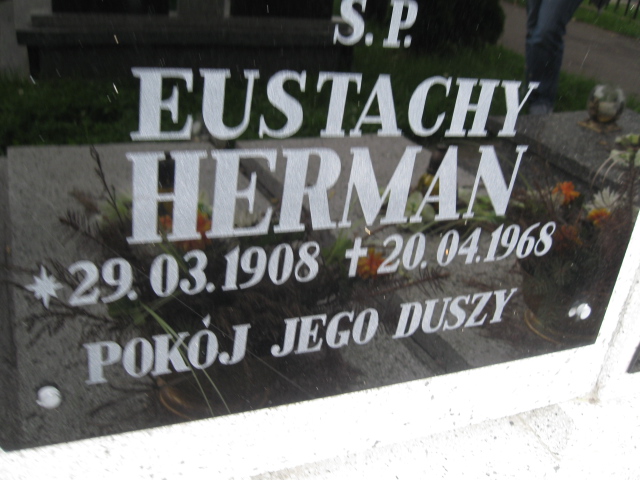 Ś.P.
EUSTACHY
HERMAN
* 29.03.1908 † 20.04.1968
POKÓJ JEGO DUSZY